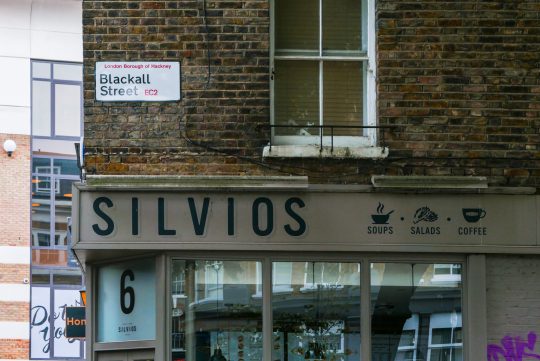 London Borough of Hackney
Blackall
Street EC2
SILVIOS
SOUPS · SALADS · COFFEE
6
SILVIOS